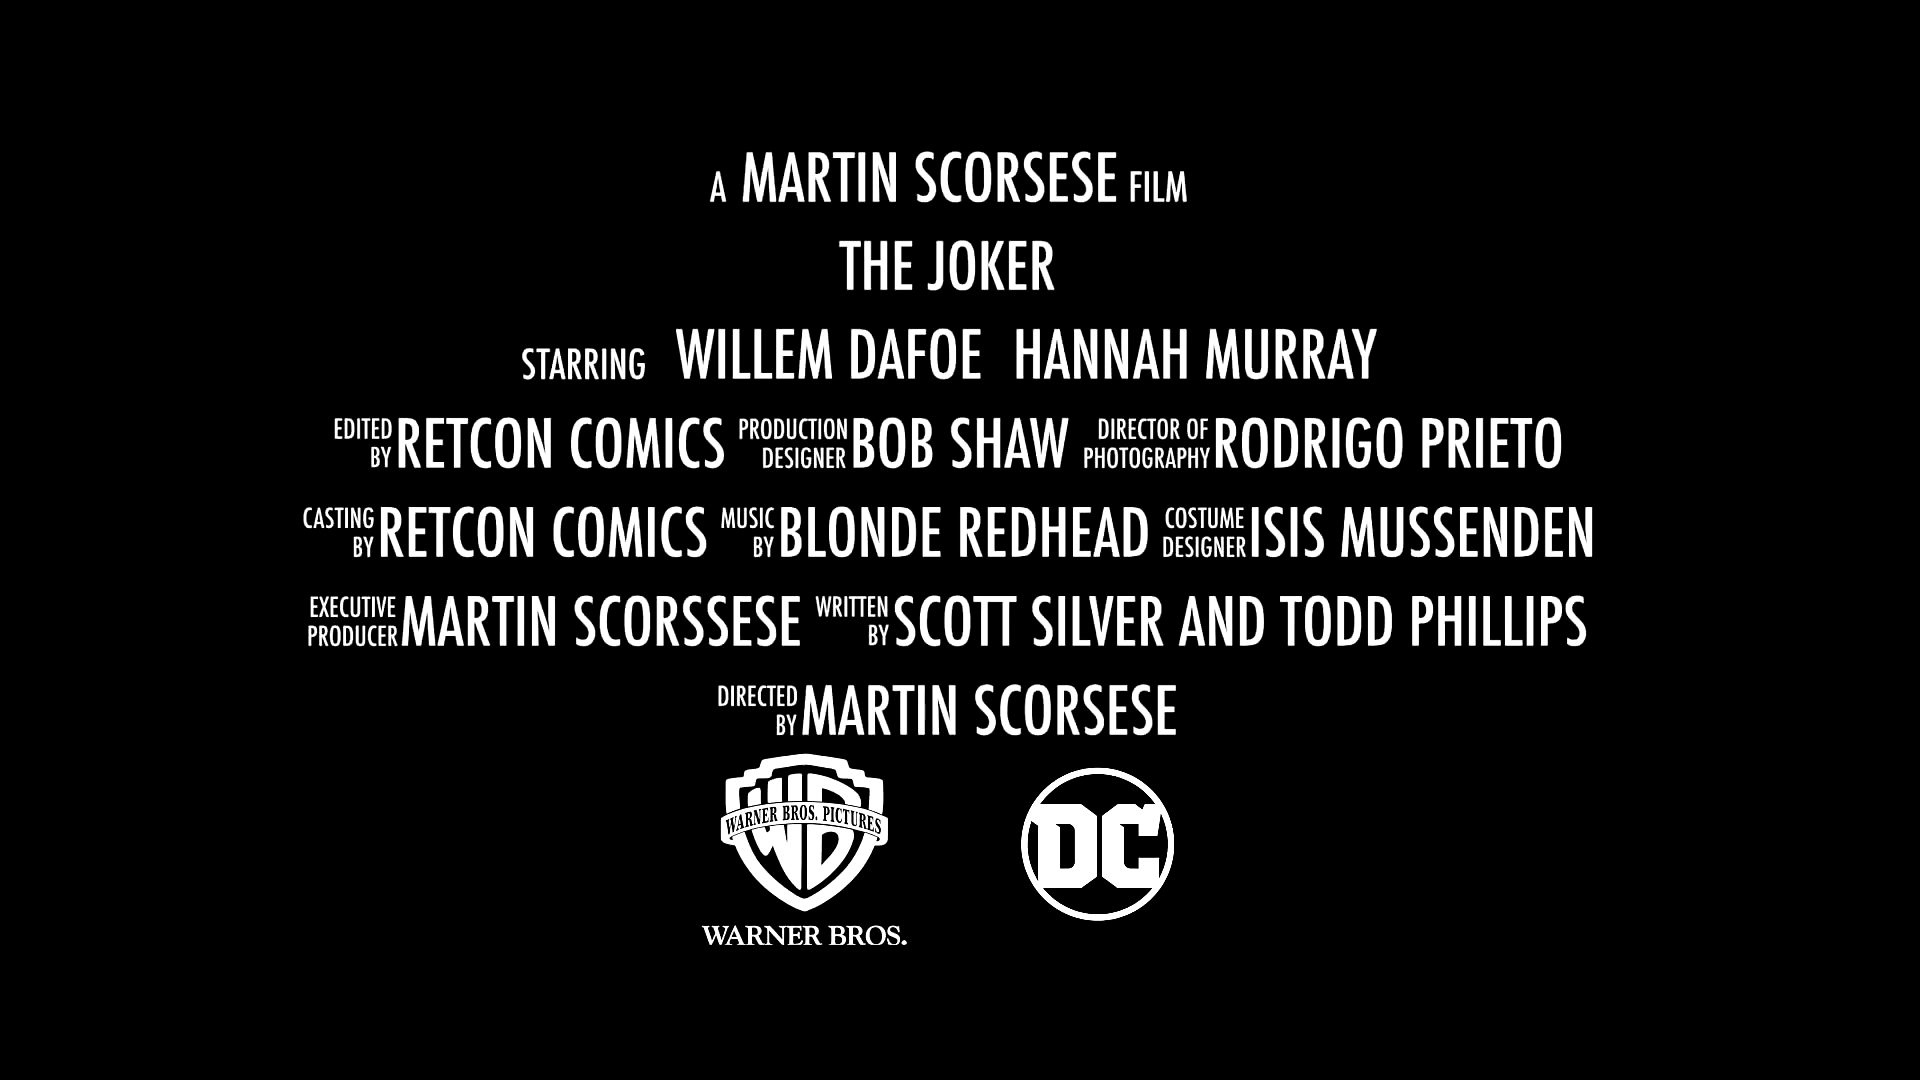 A MARTIN SCORSESE FILM
THE JOKER
STARRING WILLEM DAFOE HANNAH MURRAY
EDITED BY RETCON COMICS PRODUCTION DESIGNER BOB SHAW DIRECTOR OF PHOTOGRAPHY RODRIGO PRIETO
CASTING BY RETCON COMICS MUSIC BY BLONDE REDHEAD COSTUME DESIGNER ISIS MUSSENDEN
EXECUTIVE PRODUCER MARTIN SCORSSESE WRITTEN BY SCOTT SILVER AND TODD PHILLIPS
DIRECTED BY MARTIN SCORSESE
WB
WARNER BROS. PICTURES
WARNER BROS.
DC